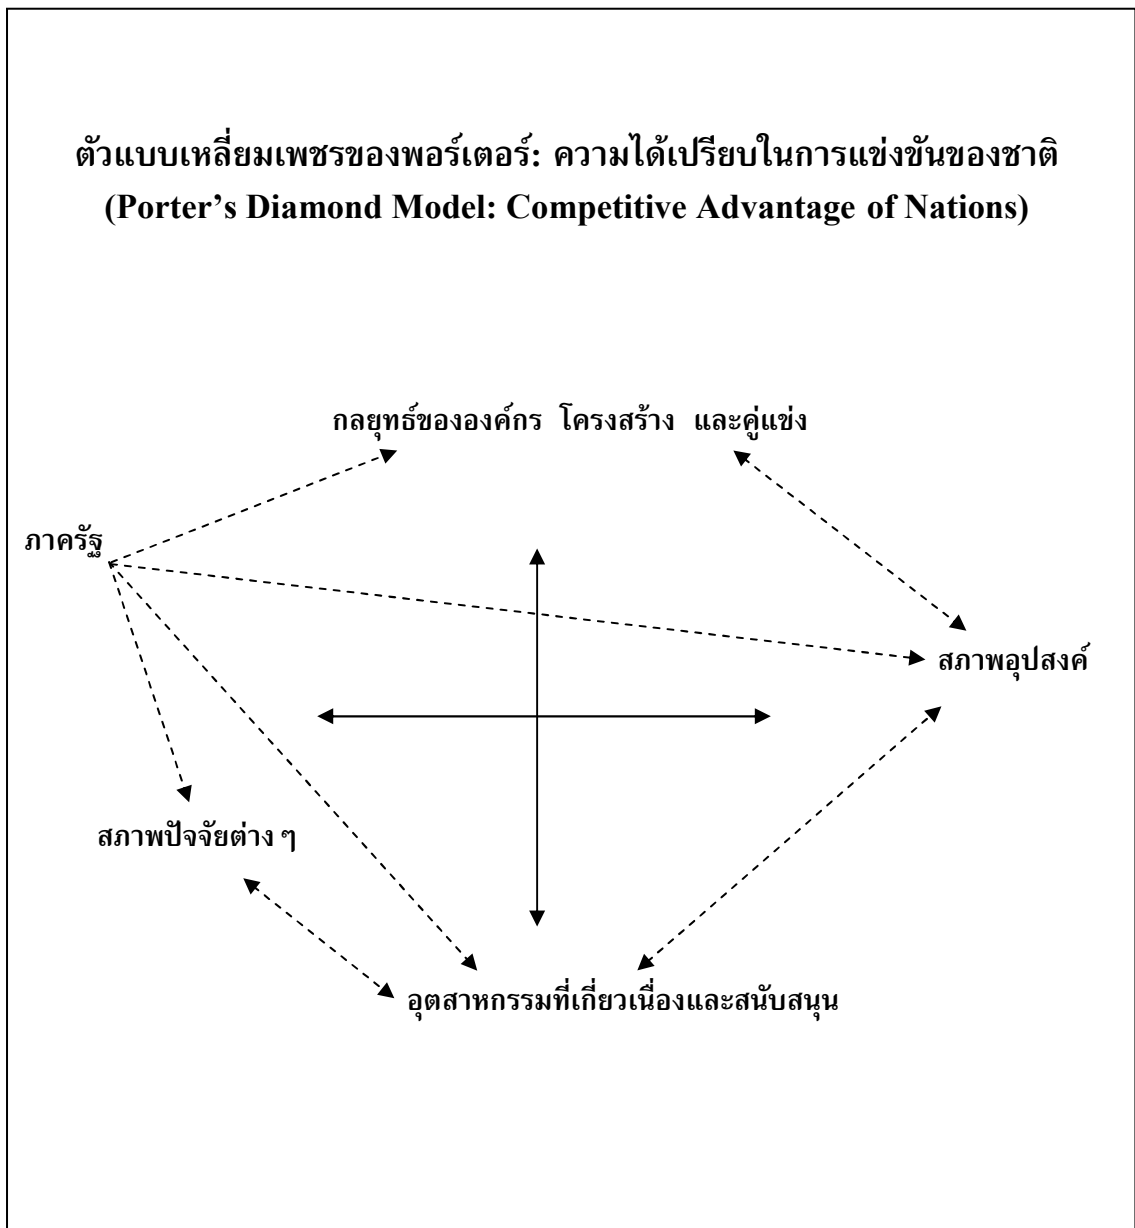 ตัวแบบเหลี่ยมเพชรของพอร์เตอร์: ความได้เปรียบในการแข่งขันของชาติ
(Porter’s Diamond Model: Competitive Advantage of Nations)
กลยุทธ์ขององค์กร โครงสร้าง และคู่แข่ง
ภาครัฐ
สภาพอุปสงค์
สภาพปัจจัยต่าง ๆ
อุตสาหกรรมที่เกี่ยวเนื่องและสนับสนุน